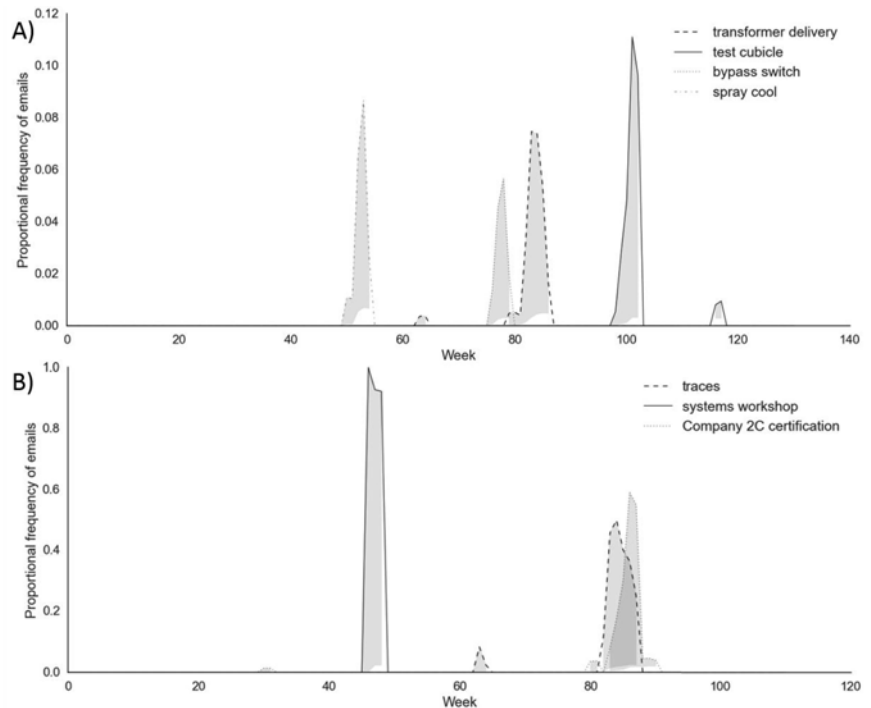 A)
Proportional frequency of emails
0.12
0.10
0.08
0.06
0.04
0.02
0.00
transformer delivery
test cubicle
bypass switch
spray cool
0 20 40 60 80 100 120 140
Week
B)
Proportional frequency of emails
1.0
0.8
0.6
0.4
0.2
0.0
traces
systems workshop
Company 2C certification
0 20 40 60 80 100 120
Week